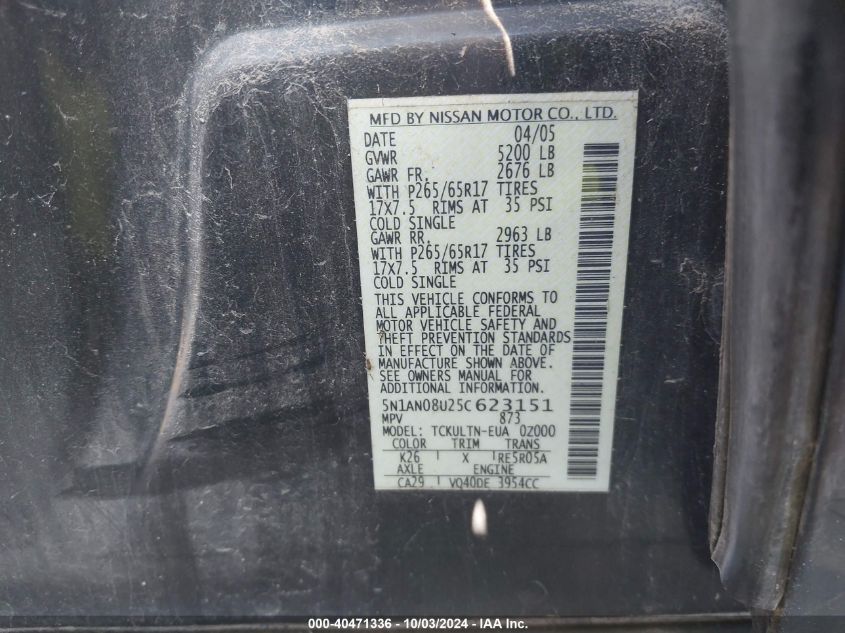 MFD BY NISSAN MOTOR CO., LTD.
DATE 04/05
GVWR 5200 LB
GAWR FR. 2676 LB
WITH P265/65R17 TIRES
17X7.5 RIMS AT 35 PSI
COLD SINGLE
GAWR RR. 2963 LB
WITH P265/65R17 TIRES
17X7.5 RIMS AT 35 PSI
COLD SINGLE
THIS VEHICLE CONFORMS TO
ALL APPLICABLE FEDERAL
MOTOR VEHICLE SAFETY AND
THEFT PREVENTION STANDARDS
IN EFFECT ON THE DATE OF
MANUFACTURE SHOWN ABOVE.
SEE OWNERS MANUAL FOR
ADDITIONAL INFORMATION.
5N1AN08U25C623151
MPV 873
MODEL: TCKULTN-EUA 0Z000
COLOR TRIM TRANS
K26 X RE5R05A
AXLE ENGINE
CA29 VQ40DE 3954CC
000-40471336 - 10/03/2024 - IAA Inc.